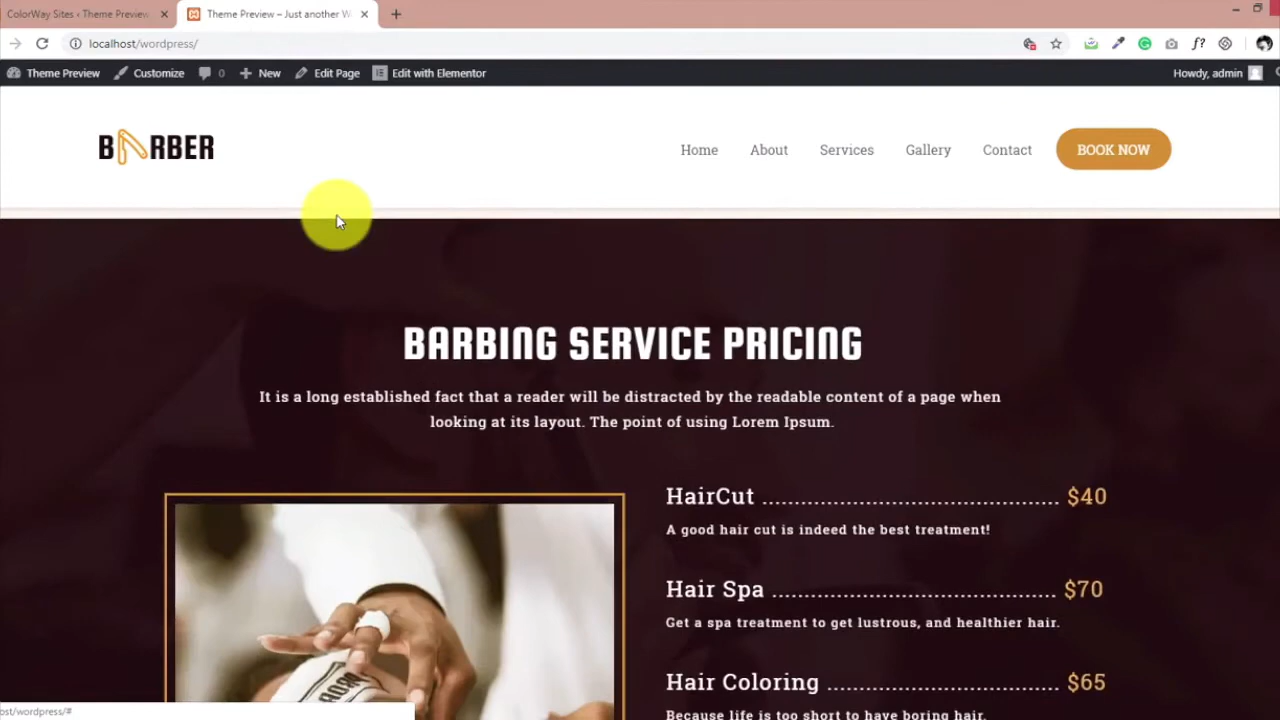 ColorWay Sites ‹ Theme Preview
Theme Preview – Just another W
localhost/wordpress/
f?
Theme Preview
Customize
0
New
Edit Page
Edit with Elementor
Howdy, admin
BARBER
Home
About
Services
Gallery
Contact
BOOK NOW
BARBING SERVICE PRICING
It is a long established fact that a reader will be distracted by the readable content of a page when
looking at its layout. The point of using Lorem Ipsum.
HairCut ..................................................... $40
A good hair cut is indeed the best treatment!
Hair Spa ................................................... $70
Get a spa treatment to get lustrous, and healthier hair.
Hair Coloring .......................................... $65
Because life is too short to have boring hair.
ost/wordpress/#